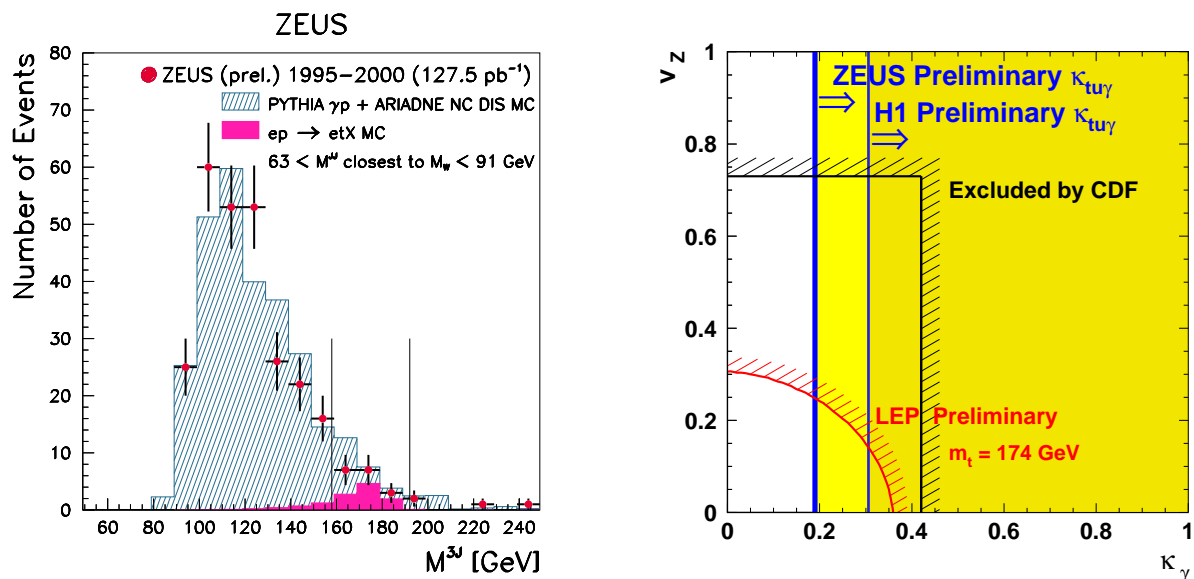 ZEUS
Number of Events
80
70
60
50
40
30
20
10
0
ZEUS (prel.) 1995-2000 (127.5 pb⁻¹)
PYTHIA γp + ARIADNE NC DIS MC
ep → etX MC
63 < Mᴶᴶ closest to M_W < 91 GeV
60 80 100 120 140 160 180 200 220 240
M³ᴶ [GeV]
v_Z
1
0.8
0.6
0.4
0.2
0
ZEUS Preliminary κ_tuγ
H1 Preliminary κ_tuγ
Excluded by CDF
LEP Preliminary
m_t = 174 GeV
0 0.2 0.4 0.6 0.8 1
κ_γ